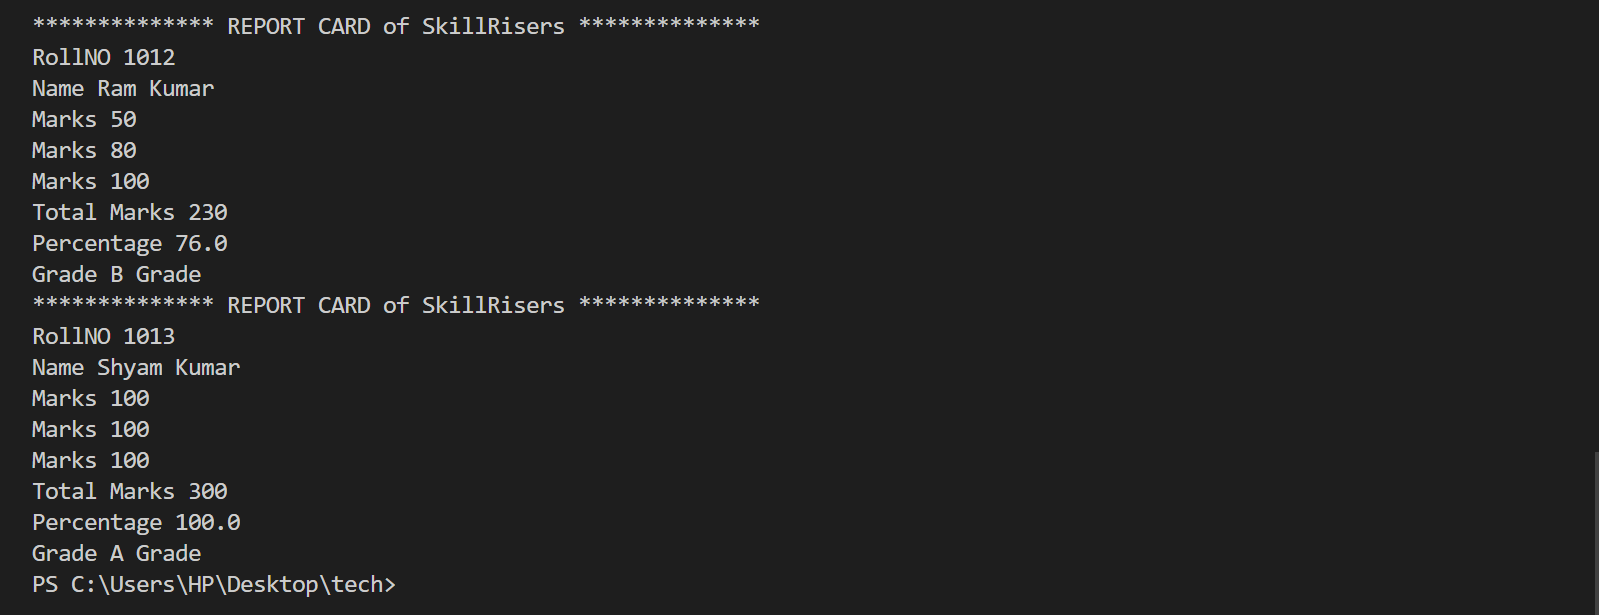 ************** REPORT CARD of SkillRisers **************
RollNO 1012
Name Ram Kumar
Marks 50
Marks 80
Marks 100
Total Marks 230
Percentage 76.0
Grade B Grade
************** REPORT CARD of SkillRisers **************
RollNO 1013
Name Shyam Kumar
Marks 100
Marks 100
Marks 100
Total Marks 300
Percentage 100.0
Grade A Grade
PS C:\Users\HP\Desktop\tech>